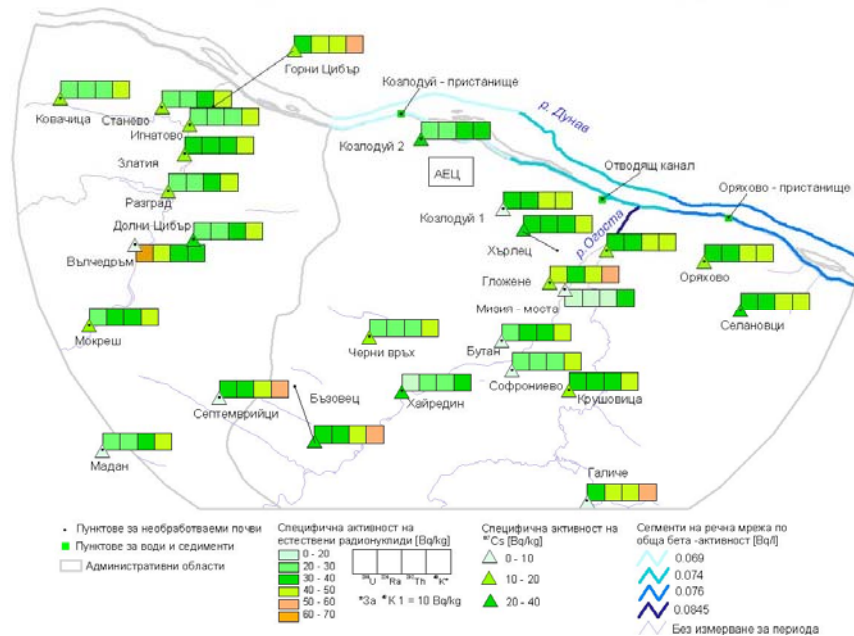 Горни Цибър
Козлодуй - пристанище
Ковачица
Станево
Игнатово
р. Дунав
Козлодуй 2
Златия
АЕЦ
Отводящ канал
Разград
Оряхово - пристанище
Козлодуй 1
Долни Цибър
Хърлец
р.Огоста
Вълчедръм
Гложене
Оряхово
Мизия - моста
Мокреш
Селановци
Черни връх
Бутан
Софрониево
Бъзовец
Хайредин
Крушовица
Септемврийци
Мадан
Галиче
Пунктове за необработваеми почви
Пунктове за води и седименти
Административни области
Специфична активност на
естествени радионуклиди [Bq/kg]
0 - 20
20 - 30
30 - 40
40 - 50
50 - 60
60 - 70
U Ra Th K*
*За K 1 = 10 Bq/kg
Специфична активност на
Cs [Bq/kg]
0 - 10
10 - 20
20 - 40
Сегменти на речна мрежа по
обща бета -активност [Bq/l]
0.069
0.074
0.076
0.0845
Без измерване за периода